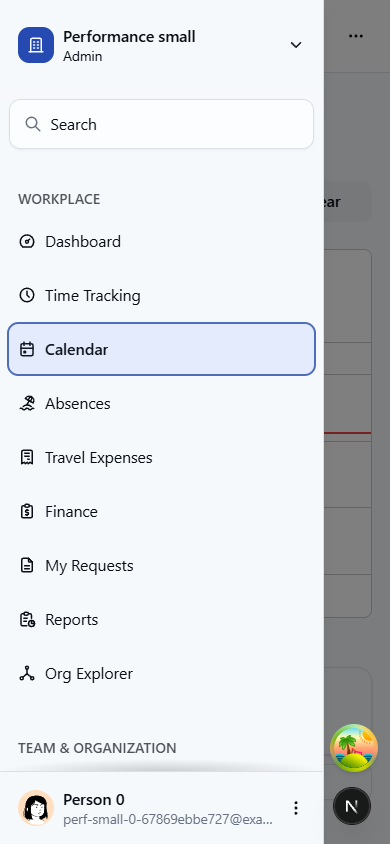 Performance small
Admin
Search
WORKPLACE
Dashboard
Time Tracking
Calendar
Absences
Travel Expenses
Finance
My Requests
Reports
Org Explorer
TEAM & ORGANIZATION
Person 0
perf-small-0-67869ebbe727@exa...
ear
N